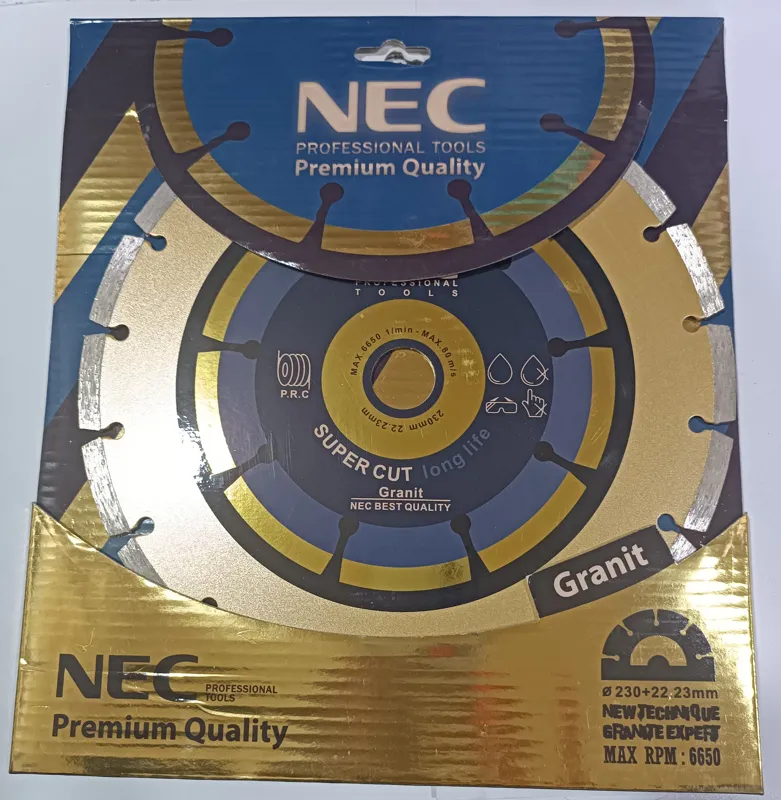 NEC
PROFESSIONAL TOOLS
Premium Quality
PROFESSIONAL
TOOLS
MAX.6650 1/min - MAX.80 m/s
230mm 22.23mm
P.R.C
SUPER CUT long life
Granit
NEC BEST QUALITY
Granit
NEC PROFESSIONAL
TOOLS
Premium Quality
ø 230+22.23mm
NEW TECHNIQUE
GRANITE EXPERT
MAX RPM : 6650